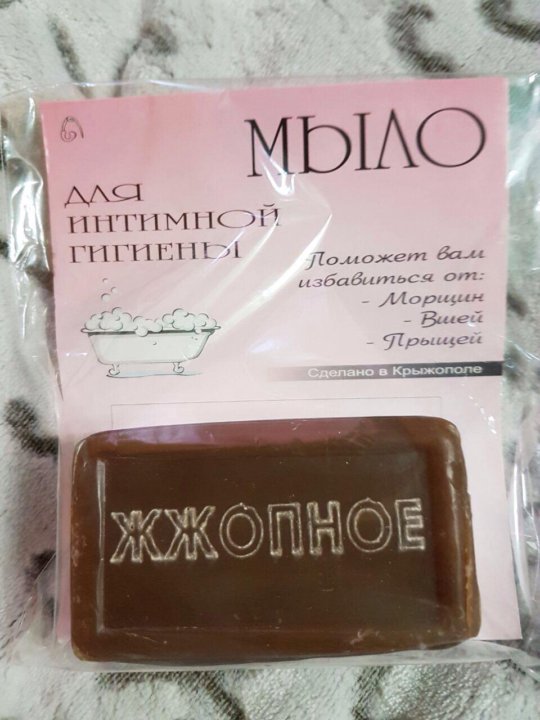 МЫЛО
ДЛЯ
ИНТИМНОЙ
ГИГИЕНЫ
Поможет вам
избавиться от:
- Морщин
- Вшей
- Прыщей
Сделано в Крыжополе
ЖЖОПНОЕ